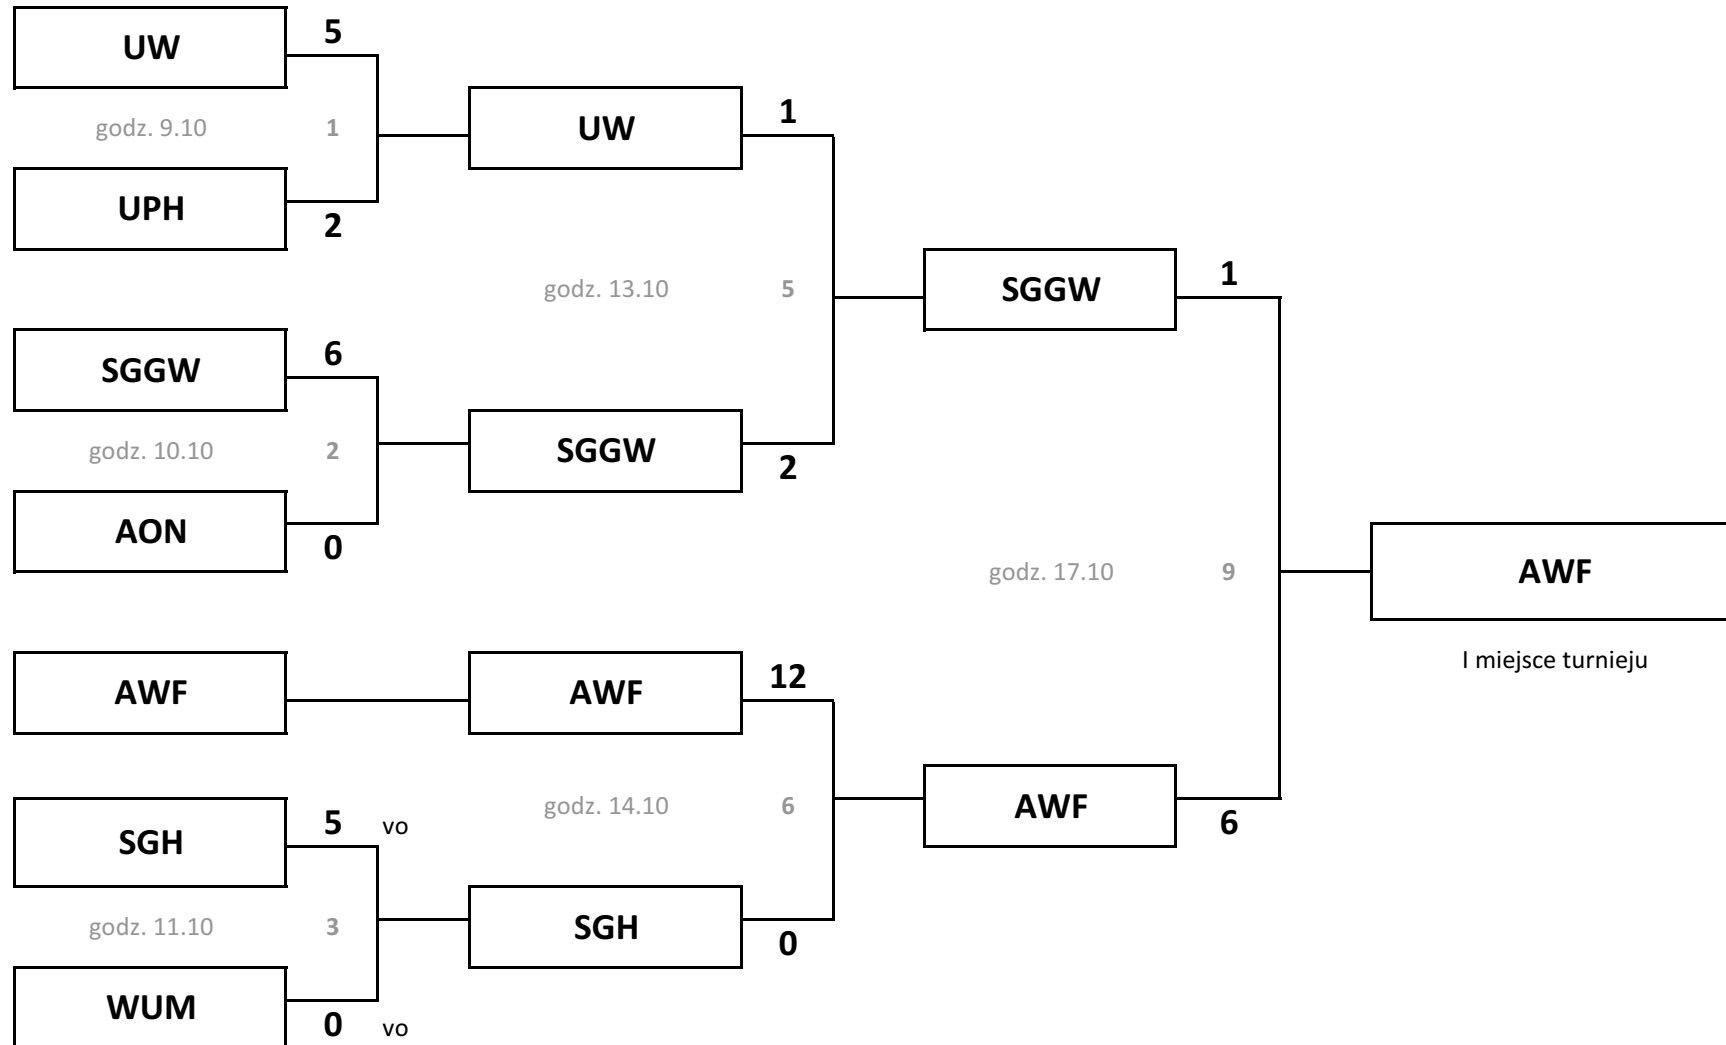 UW
5
godz. 9.10
1
UPH
2
SGGW
6
godz. 10.10
2
AON
0
AWF
SGH
5 vo
godz. 11.10
3
WUM
0 vo
UW
1
godz. 13.10
5
SGGW
2
AWF
12
godz. 14.10
6
SGH
0
SGGW
1
godz. 17.10
9
AWF
6
AWF
I miejsce turnieju